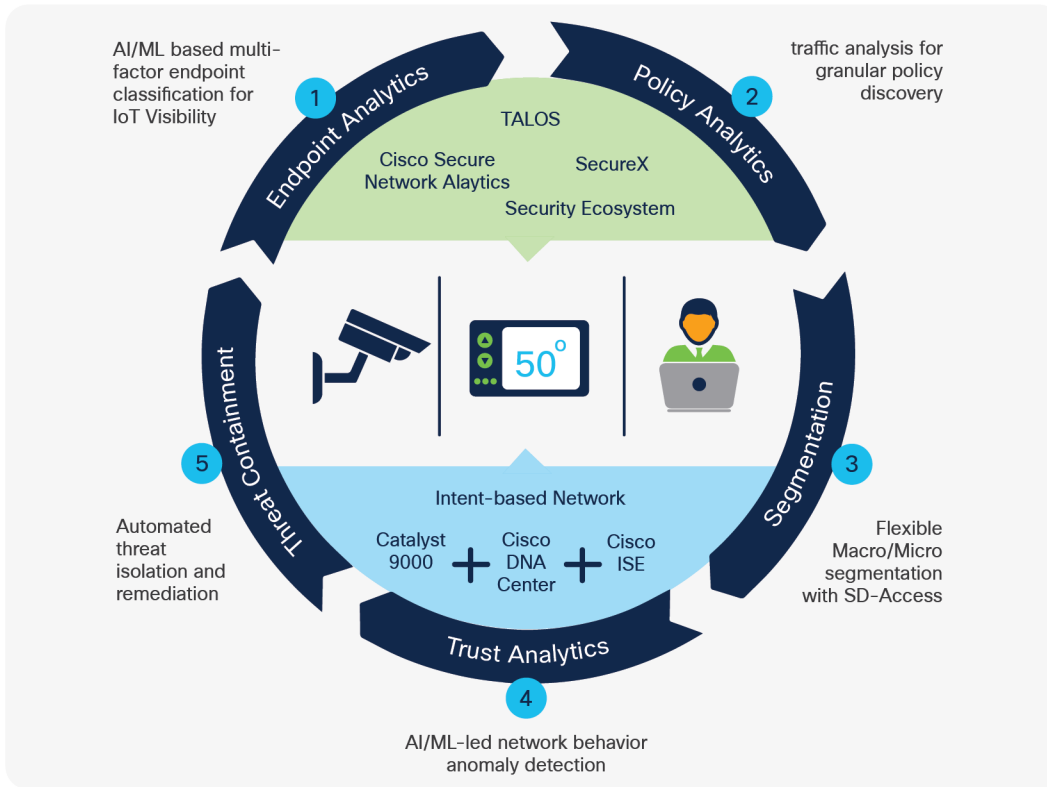 AI/ML based multi-
factor endpoint
classification for
IoT Visibility
1
Endpoint Analytics
Policy Analytics
2
traffic analysis for
granular policy
discovery
TALOS
Cisco Secure
Network Alaytics
SecureX
Security Ecosystem
50°
Segmentation
3
Flexible
Macro/Micro
segmentation
with SD-Access
Intent-based Network
Catalyst
9000
+
Cisco
DNA
Center
+
Cisco
ISE
Trust Analytics
4
AI/ML-led network behavior
anomaly detection
Threat Containment
5
Automated
threat
isolation and
remediation